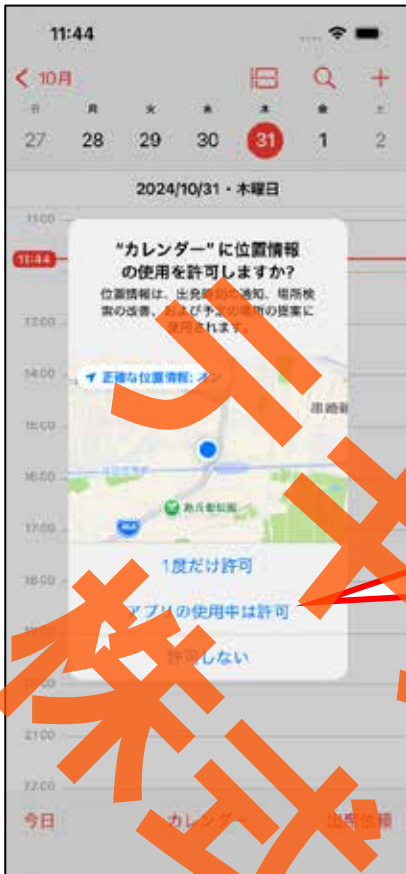 11:44
10月
日 月 火 水 木 金 土
27 28 29 30 31 1 2
2024/10/31・木曜日
11:00
11:44
"カレンダー"に位置情報
の使用を許可しますか?
位置情報は、出発時刻の通知、場所検
索の改善、および予定の場所の提案に
使用されます。
13:00
14:00
正確な位置情報: オン
15:00
16:00
17:00
1度だけ許可
18:00
アプリの使用中は許可
19:00
許可しない
20:00
21:00
22:00
今日 カレンダー 出席依頼
株式